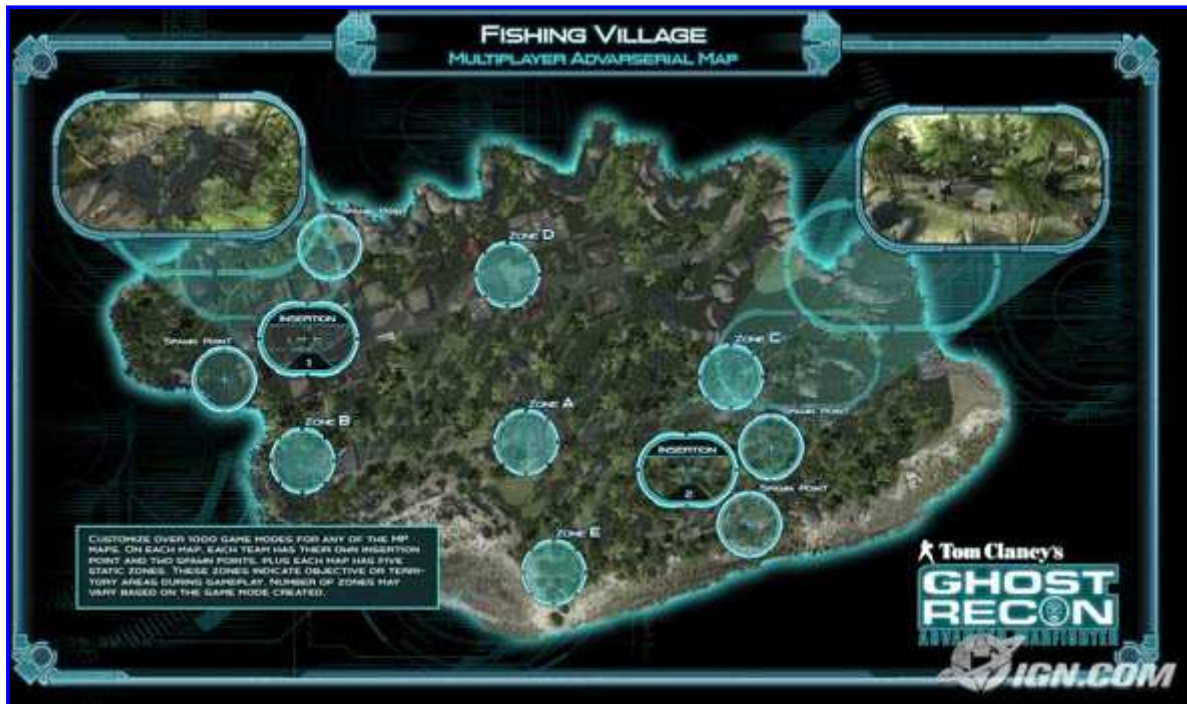 FISHING VILLAGE
MULTIPLAYER ADVARSERIAL MAP
SPAWN POINT
ZONE D
INSERTION
1
SPAWN POINT
ZONE C
ZONE A
ZONE B
SPAWN POINT
INSERTION
2
SPAWN POINT
ZONE E
CUSTOMIZE OVER 1000 GAME MODES FOR ANY OF THE MP
MAPS. ON EACH MAP, EACH TEAM HAS THEIR OWN INSERTION
POINT AND TWO SPAWN POINTS. PLUS EACH MAP HAS FIVE
STATIC ZONES. THESE ZONES INDICATE OBJECTIVE OR TERRI-
TORY AREAS DURING GAMEPLAY. NUMBER OF ZONES MAY
VARY BASED ON THE GAME MODE CREATED.
Tom Clancy's
GHOST
RECON
ADVANCED WARFIGHTER
IGN.COM